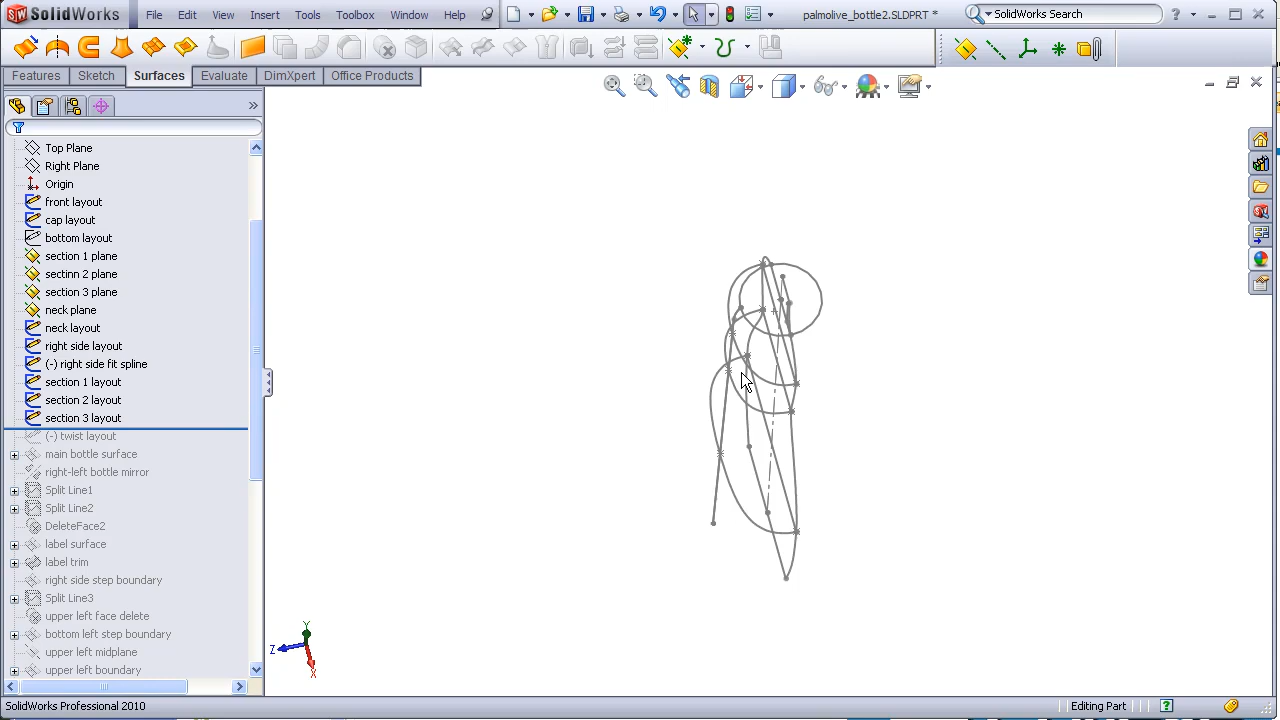 SolidWorks File Edit View Insert Tools Toolbox Window Help palmolive_bottle2.SLDPRT * SolidWorks Search
Features Sketch Surfaces Evaluate DimXpert Office Products
Top Plane
Right Plane
Origin
front layout
cap layout
bottom layout
section 1 plane
section 2 plane
section 3 plane
neck plane
neck layout
right side layout
(-) right side fit spline
section 1 layout
section 2 layout
section 3 layout
(-) twist layout
main bottle surface
right-left bottle mirror
Split Line1
Split Line2
DeleteFace2
label surface
label trim
right side step boundary
Split Line3
upper left face delete
bottom left step boundary
upper left midplane
upper left boundary
Y
Z
X
SolidWorks Professional 2010 Editing Part